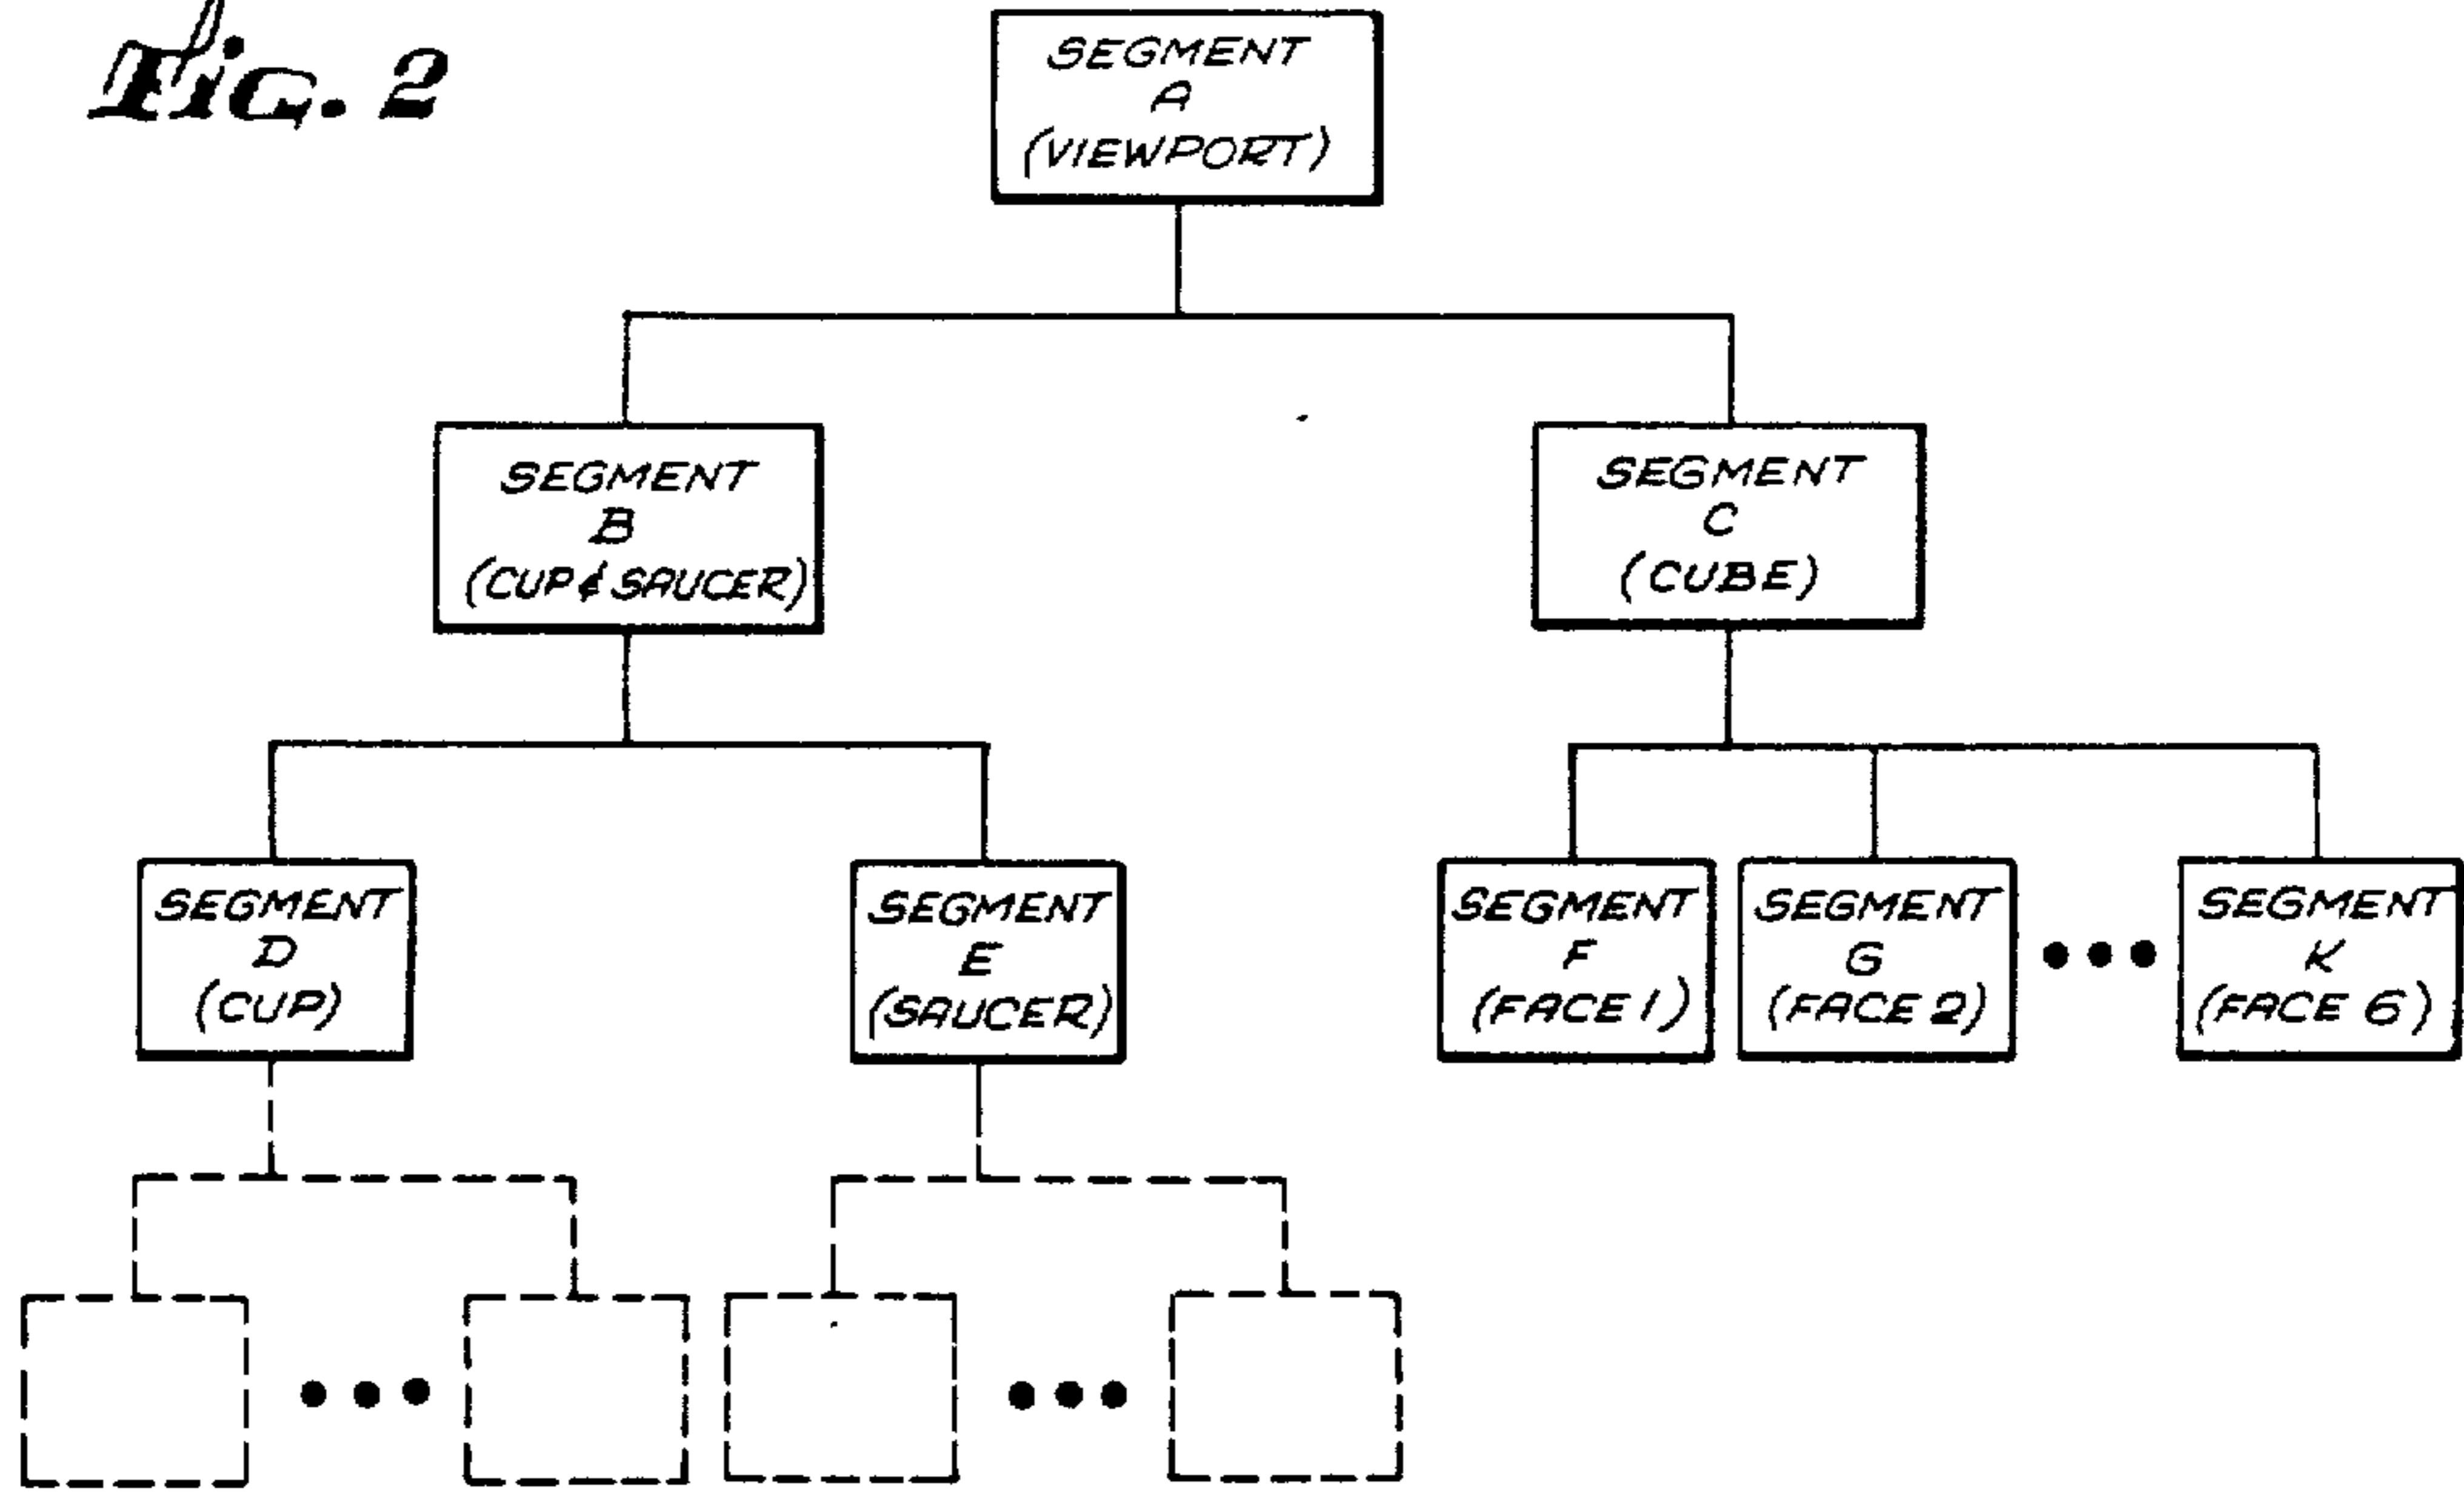 Fig. 2
SEGMENT
A
(VIEWPORT)
SEGMENT
B
(CUP & SAUCER)
SEGMENT
C
(CUBE)
SEGMENT
D
(CUP)
SEGMENT
E
(SAUCER)
SEGMENT
F
(FACE 1)
SEGMENT
G
(FACE 2)
SEGMENT
K
(FACE 6)